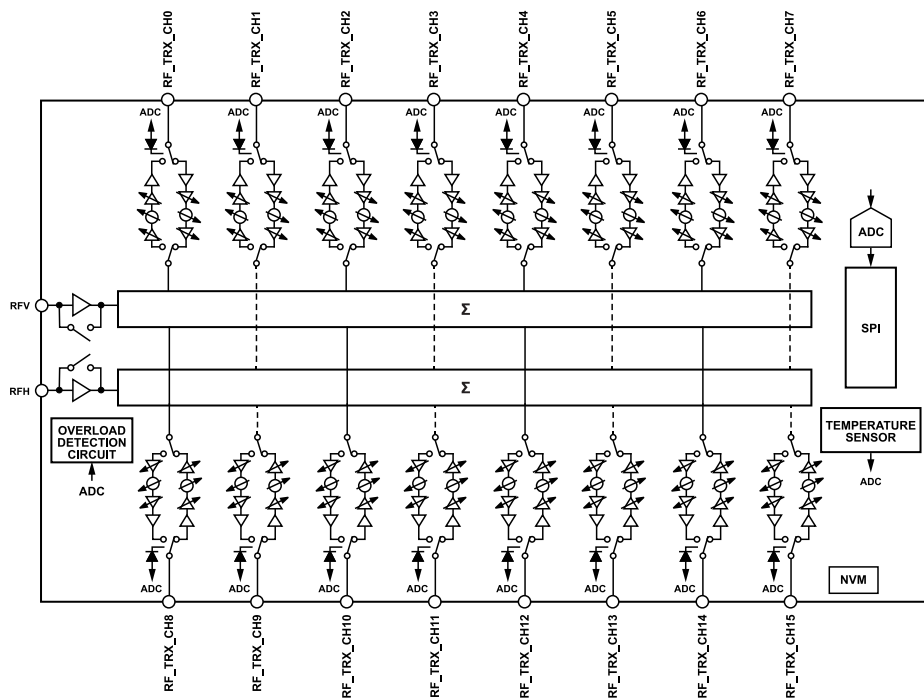 RF_TRX_CH0
RF_TRX_CH1
RF_TRX_CH2
RF_TRX_CH3
RF_TRX_CH4
RF_TRX_CH5
RF_TRX_CH6
RF_TRX_CH7
ADC
ADC
ADC
ADC
ADC
ADC
ADC
ADC
ADC
RFV
Σ
SPI
RFH
Σ
OVERLOAD
DETECTION
CIRCUIT
ADC
TEMPERATURE
SENSOR
ADC
ADC
ADC
ADC
ADC
ADC
ADC
ADC
ADC
NVM
RF_TRX_CH8
RF_TRX_CH9
RF_TRX_CH10
RF_TRX_CH11
RF_TRX_CH12
RF_TRX_CH13
RF_TRX_CH14
RF_TRX_CH15